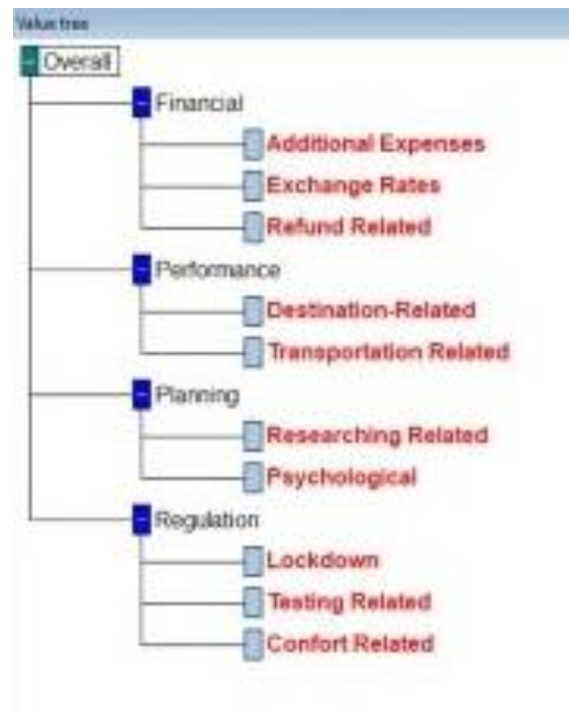 Value tree
Overall
Financial
Additional Expenses
Exchange Rates
Refund Related
Performance
Destination-Related
Transportation Related
Planning
Researching Related
Psychological
Regulation
Lockdown
Testing Related
Confort Related